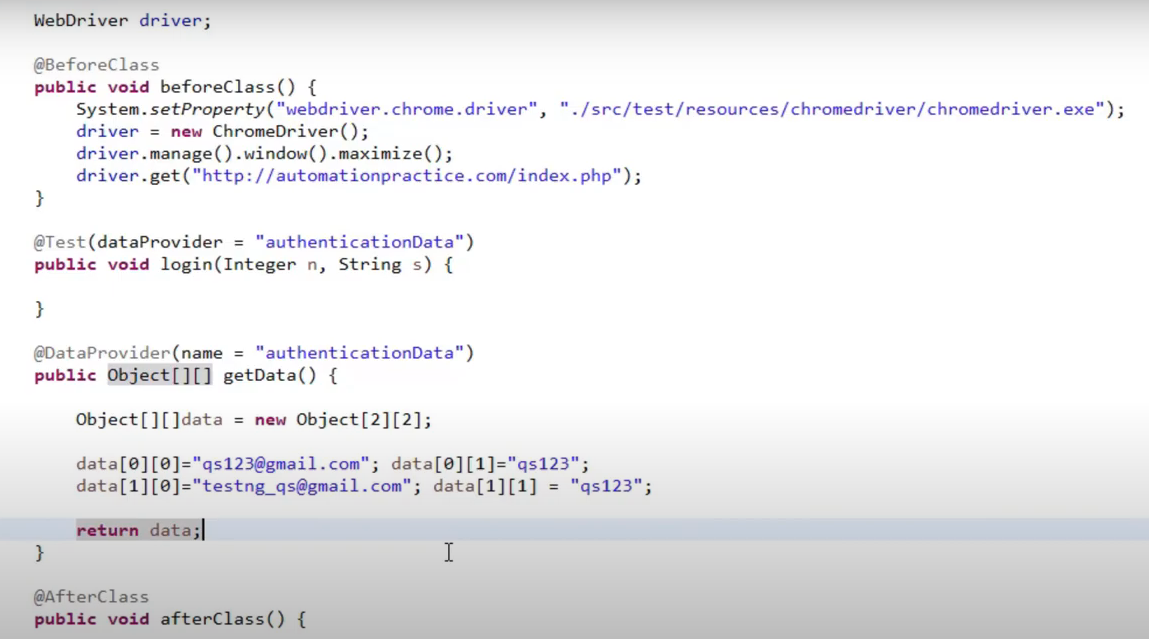 WebDriver driver;
@BeforeClass
public void beforeClass() {
System.setProperty("webdriver.chrome.driver", "./src/test/resources/chromedriver/chromedriver.exe");
driver = new ChromeDriver();
driver.manage().window().maximize();
driver.get("http://automationpractice.com/index.php");
}
@Test(dataProvider = "authenticationData")
public void login(Integer n, String s) {
}
@DataProvider(name = "authenticationData")
public Object[][] getData() {
Object[][]data = new Object[2][2];
data[0][0]="qs123@gmail.com"; data[0][1]="qs123";
data[1][0]="testng_qs@gmail.com"; data[1][1] = "qs123";
return data;
}
@AfterClass
public void afterClass() {